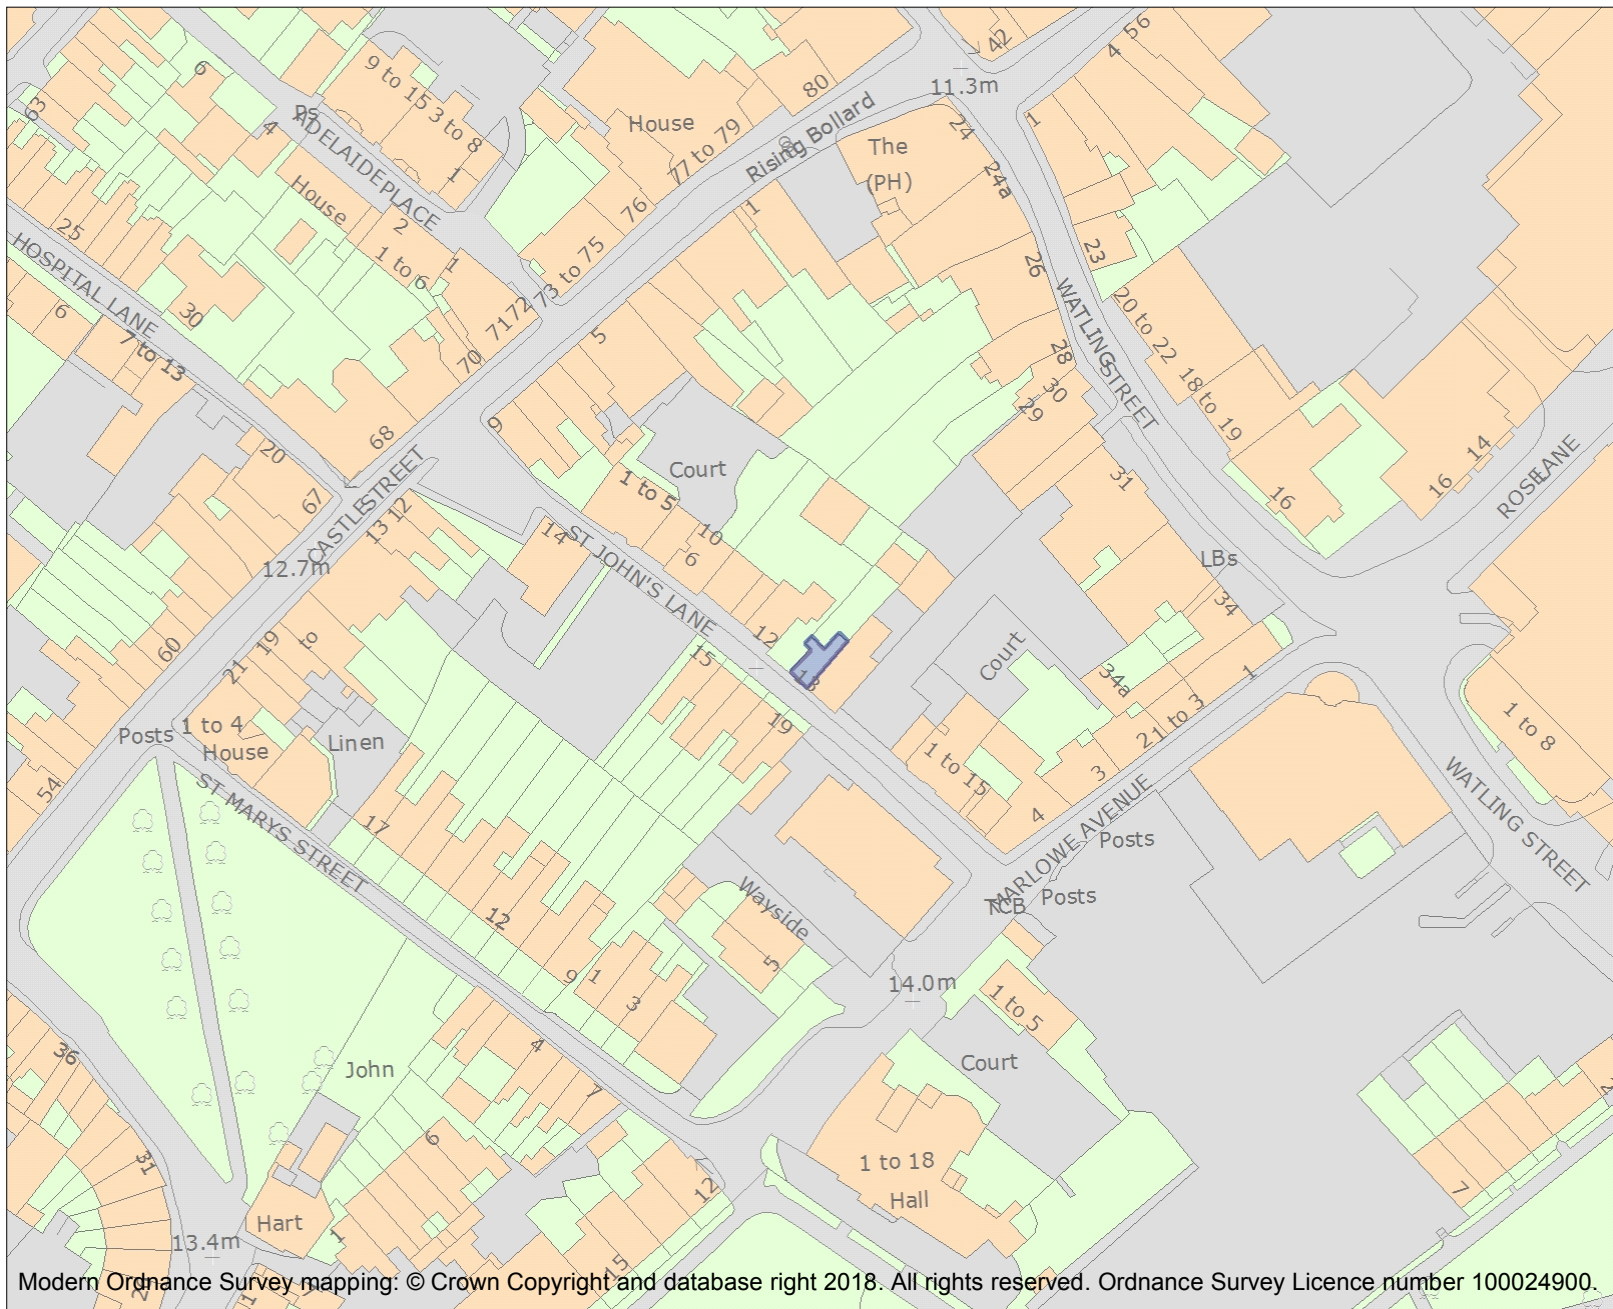 42
4 56
11.3m
6
9 to 15
3 to 8
80
63
Ps
4
ADELAIDE PLACE
1
House
77 to 79
Rising Bollard
The
(PH)
24
1
24a
House
2
1 to 6
1
76
1
25
HOSPITAL LANE
30
6
7 to 13
73 to 75
71 72
70
5
26
23
WATLING STREET
20 to 22
28
30
29
18 to 19
68
9
20
67
CASTLE STREET
Court
1 to 5
31
16
14
16
ROSE LANE
13 12
12.7m
14
ST JOHN'S LANE
10
6
LBs
34
12
60
19
to
21
15
13
Court
34a
1
Posts
1 to 4
House
Linen
19
1 to 15
21 to 3
3
4
1 to 8
54
ST MARYS STREET
17
MARLOWE AVENUE
Posts
WATLING STREET
12
Wayside
TCB
Posts
9
1
3
5
14.0m
1 to 5
36
John
4
7
Court
31
6
1 to 18
Hall
7
12
Hart
1
13.4m
15
Modern Ordnance Survey mapping: © Crown Copyright and database right 2018. All rights reserved. Ordnance Survey Licence number 100024900.